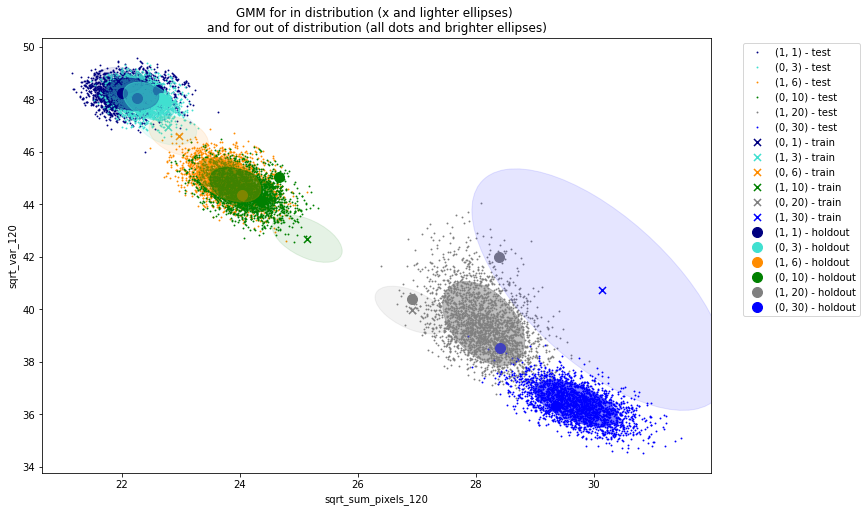 GMM for in distribution (x and lighter ellipses)
and for out of distribution (all dots and brighter ellipses)
50
48
46
44
42
40
38
36
34
sqrt_var_120
22
24
26
28
30
sqrt_sum_pixels_120
(1, 1) - test
(0, 3) - test
(1, 6) - test
(0, 10) - test
(1, 20) - test
(0, 30) - test
(0, 1) - train
(1, 3) - train
(0, 6) - train
(1, 10) - train
(0, 20) - train
(1, 30) - train
(1, 1) - holdout
(0, 3) - holdout
(1, 6) - holdout
(0, 10) - holdout
(1, 20) - holdout
(0, 30) - holdout